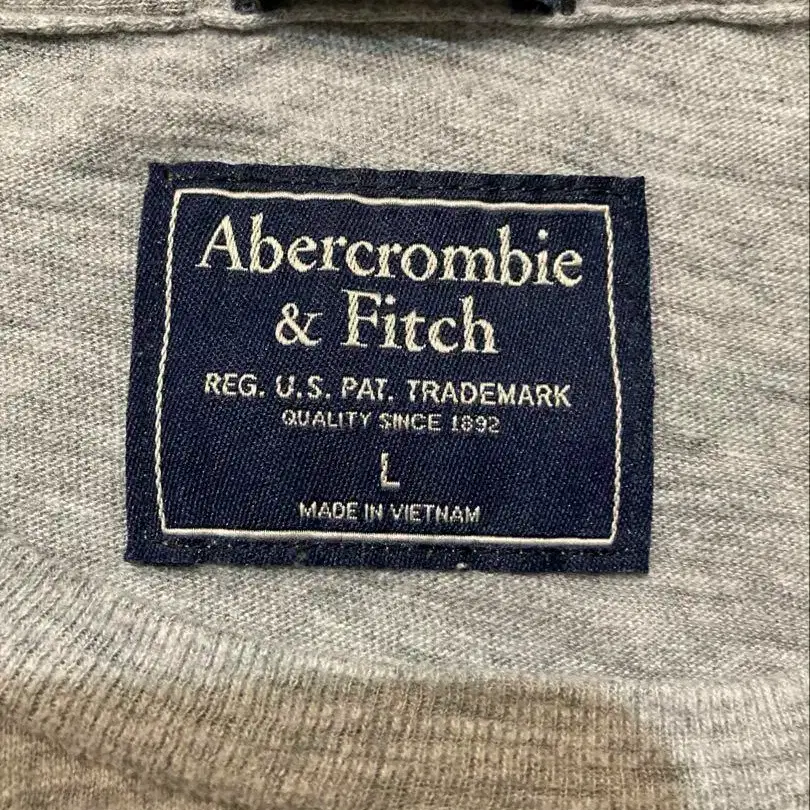 Abercrombie
& Fitch
REG. U.S. PAT. TRADEMARK
QUALITY SINCE 1892
L
MADE IN VIETNAM